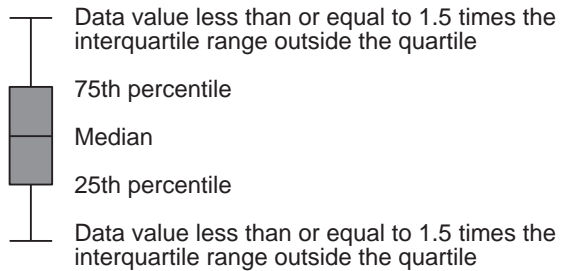 Data value less than or equal to 1.5 times the
interquartile range outside the quartile
75th percentile
Median
25th percentile
Data value less than or equal to 1.5 times the
interquartile range outside the quartile